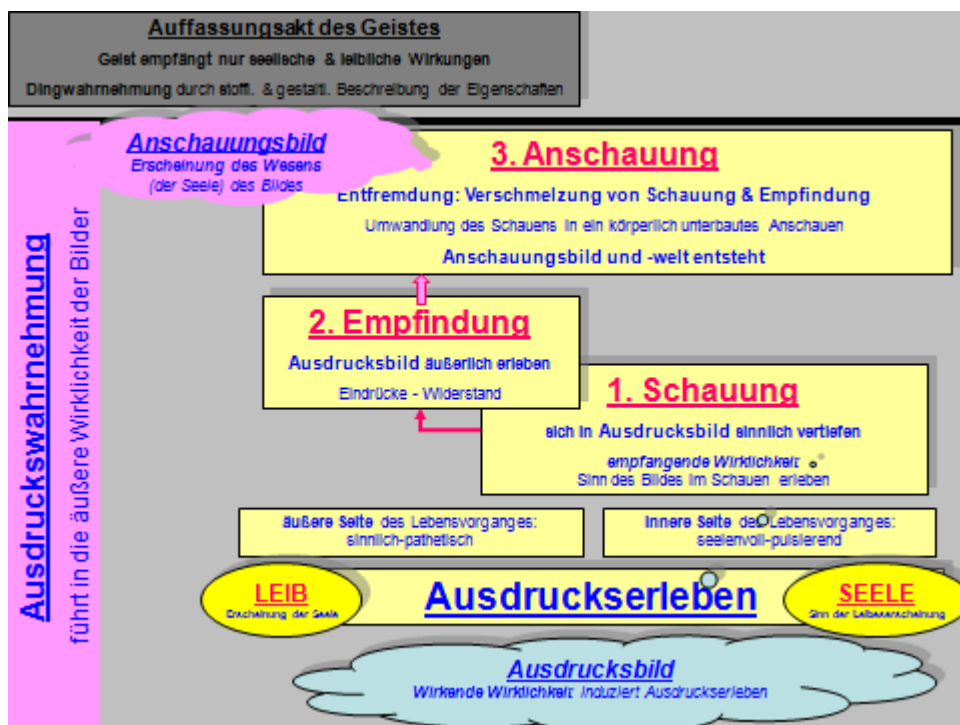 Auffassungsakt des Geistes
Geist empfängt nur seelische & leibliche Wirkungen
Dingwahrnehmung durch stoffl. & gestaltl. Beschreibung der Eigenschaften
Anschauungsbild
Erscheinung des Wesens
(der Seele) des Bildes
3. Anschauung
Entfremdung: Verschmelzung von Schauung & Empfindung
Umwandlung des Schauens in ein körperlich unterbautes Anschauen
Anschauungsbild und -welt entsteht
Ausdruckswahrnehmung
führt in die äußere Wirklichkeit der Bilder
2. Empfindung
Ausdrucksbild äußerlich erleben
Eindrücke - Widerstand
1. Schauung
sich in Ausdrucksbild sinnlich vertiefen
empfangende Wirklichkeit:
Sinn des Bildes im Schauen erleben
äußere Seite des Lebensvorganges:
sinnlich-pathetisch
innere Seite des Lebensvorganges:
seelenvoll-pulsierend
LEIB
Erscheinung der Seele
Ausdruckserleben
SEELE
Sinn der Leibeserscheinung
Ausdrucksbild
Wirkende Wirklichkeit: induziert Ausdruckserleben